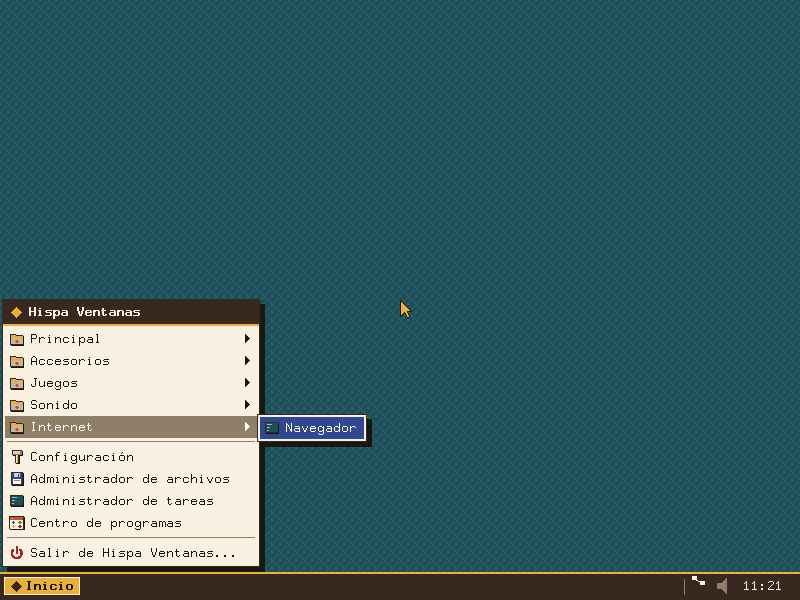 Hispa Ventanas
Principal
Accesorios
Juegos
Sonido
Internet
Navegador
Configuración
Administrador de archivos
Administrador de tareas
Centro de programas
Salir de Hispa Ventanas...
Inicio
11:21